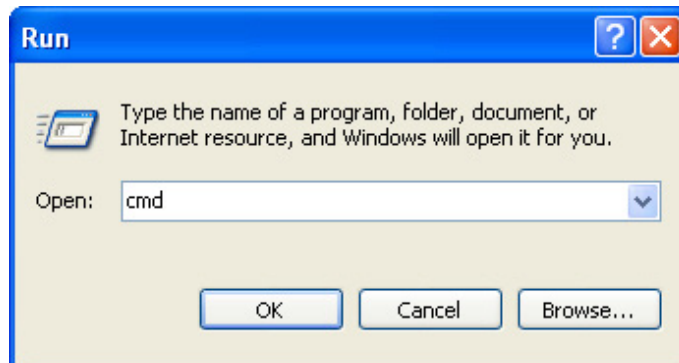 Run
Type the name of a program, folder, document, or
Internet resource, and Windows will open it for you.
Open: cmd
OK Cancel Browse...